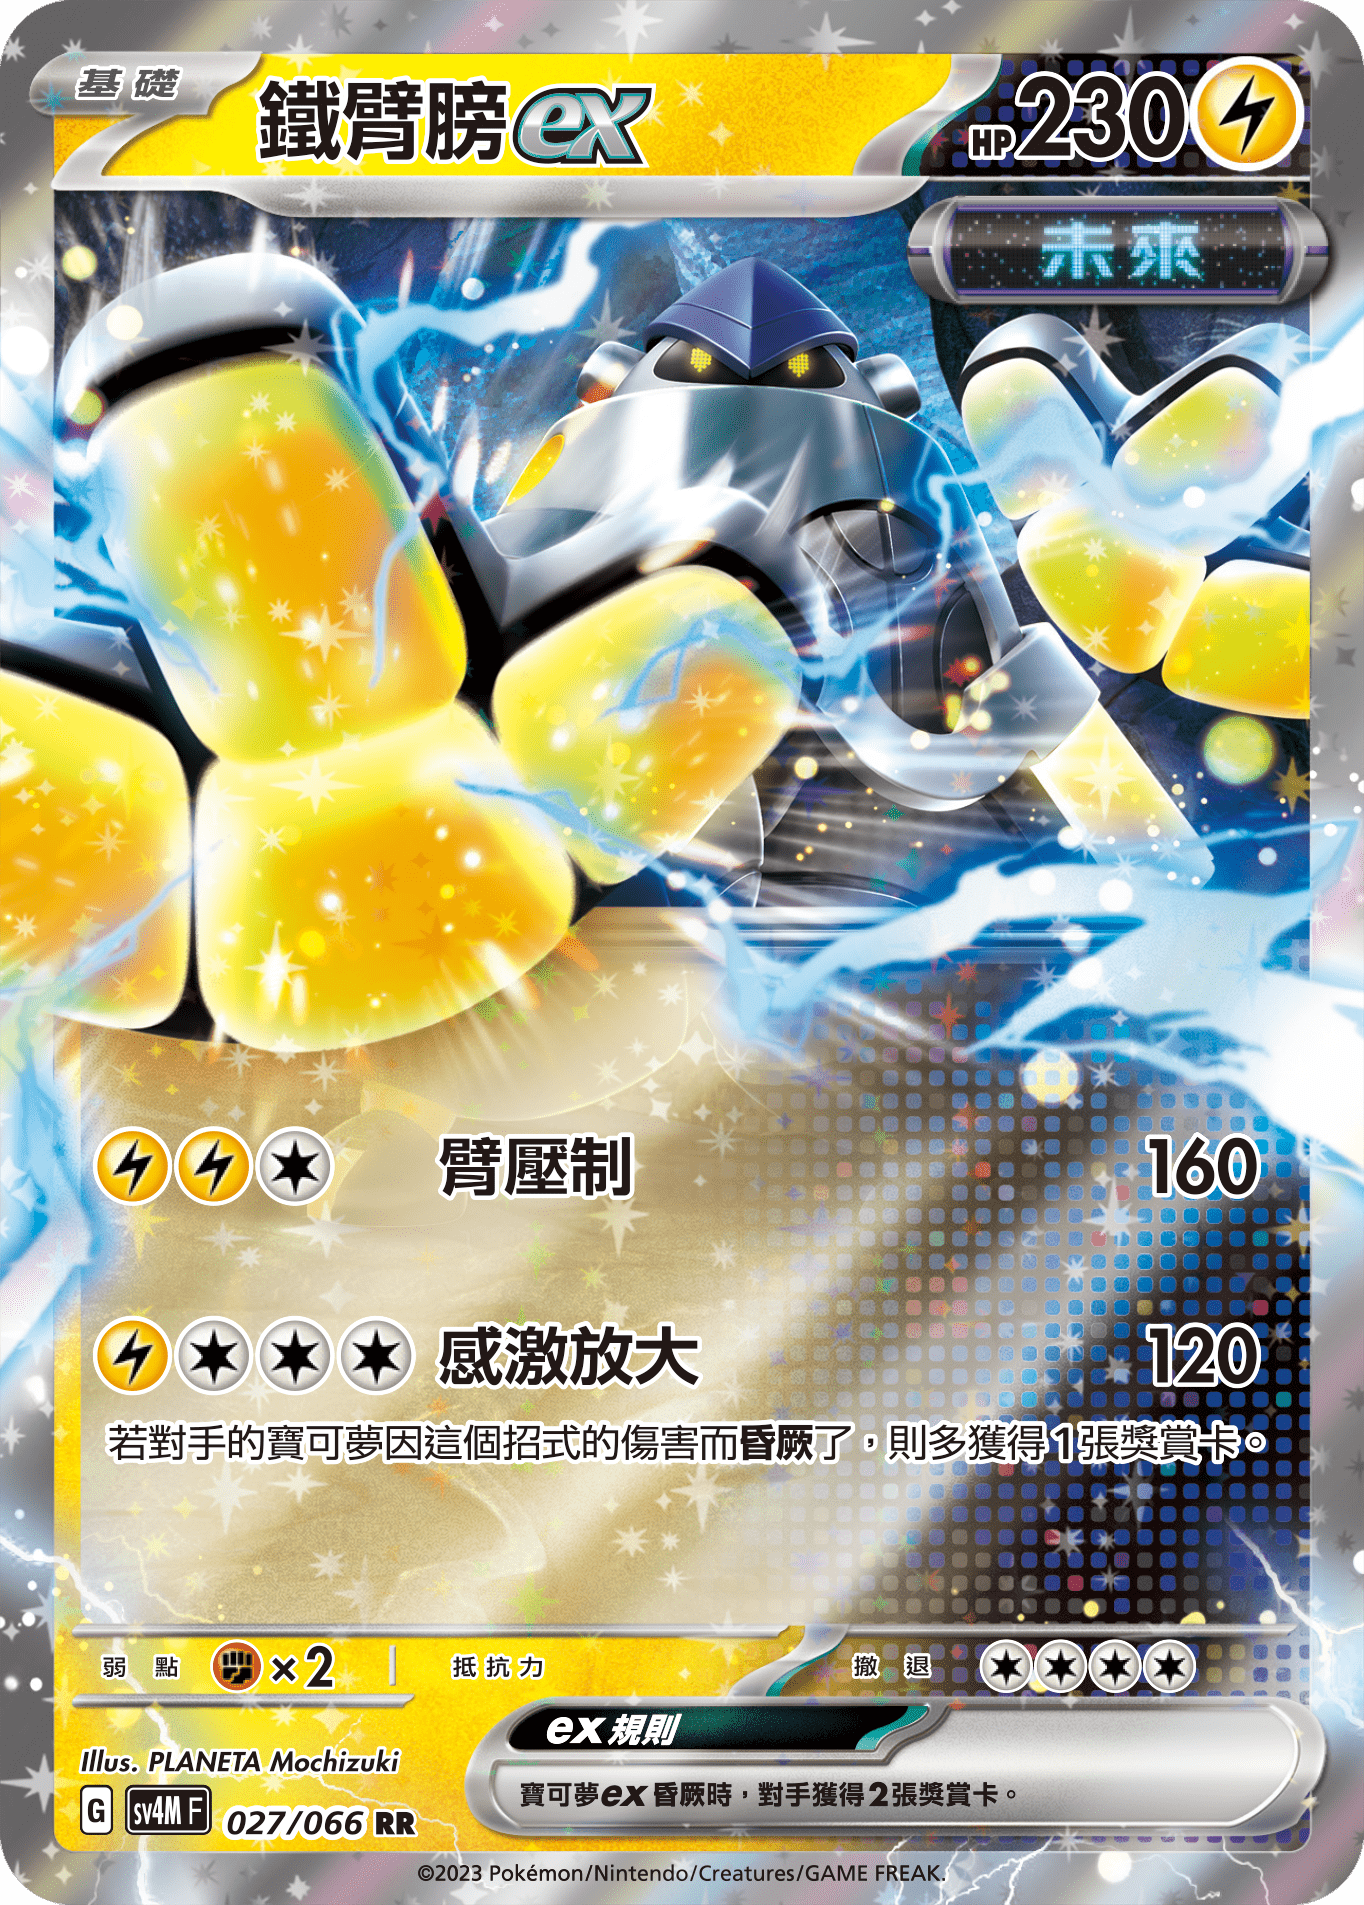 基礎
鐵臂膀ex
HP230
未來
臂壓制 160
感激放大 120
若對手的寶可夢因這個招式的傷害而昏厥了，則多獲得1張獎賞卡。
弱點 ×2 抵抗力 撤退
ex規則
寶可夢ex昏厥時，對手獲得2張獎賞卡。
Illus. PLANETA Mochizuki
G sv4M F 027/066 RR
©2023 Pokémon/Nintendo/Creatures/GAME FREAK.